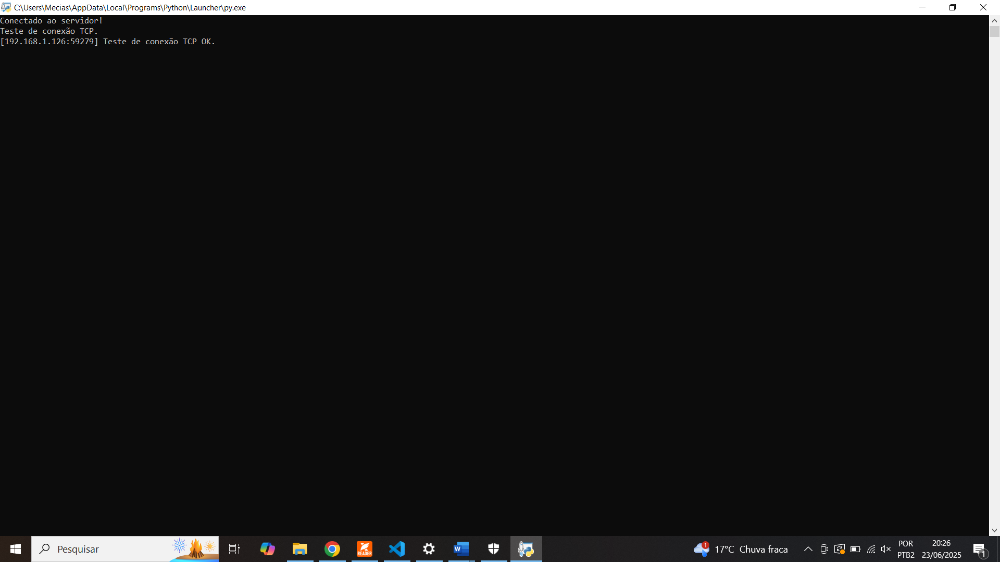 C:\Users\Mecias\AppData\Local\Programs\Python\Launcher\py.exe
Conectado ao servidor!
Teste de conexão TCP.
[192.168.1.126:59279] Teste de conexão TCP OK.
Pesquisar
READER
W
1
17°C Chuva fraca
POR
PTB2
20:26
23/06/2025
1